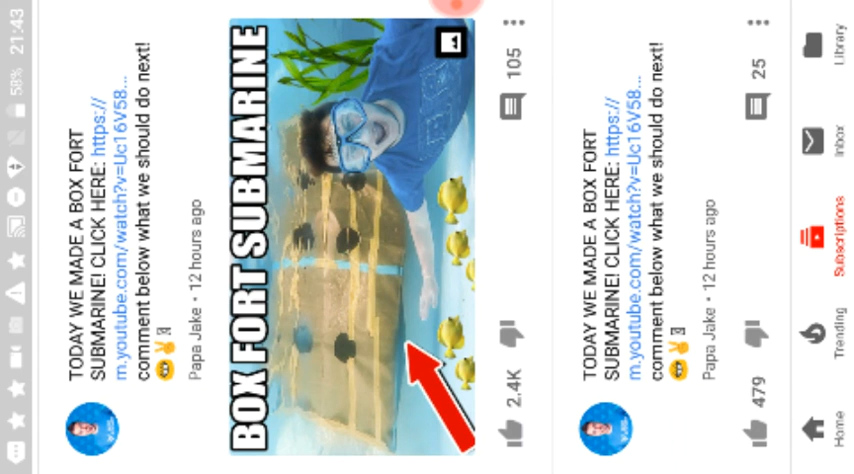 58% 21:43
TODAY WE MADE A BOX FORT
SUBMARINE! CLICK HERE: https://
m.youtube.com/watch?v=Uc16V58...
comment below what we should do next!
Papa Jake • 12 hours ago
BOX FORT SUBMARINE
2.4K 105
TODAY WE MADE A BOX FORT
SUBMARINE! CLICK HERE: https://
m.youtube.com/watch?v=Uc16V58...
comment below what we should do next!
Papa Jake • 12 hours ago
479 25
Home Trending Subscriptions Inbox Library